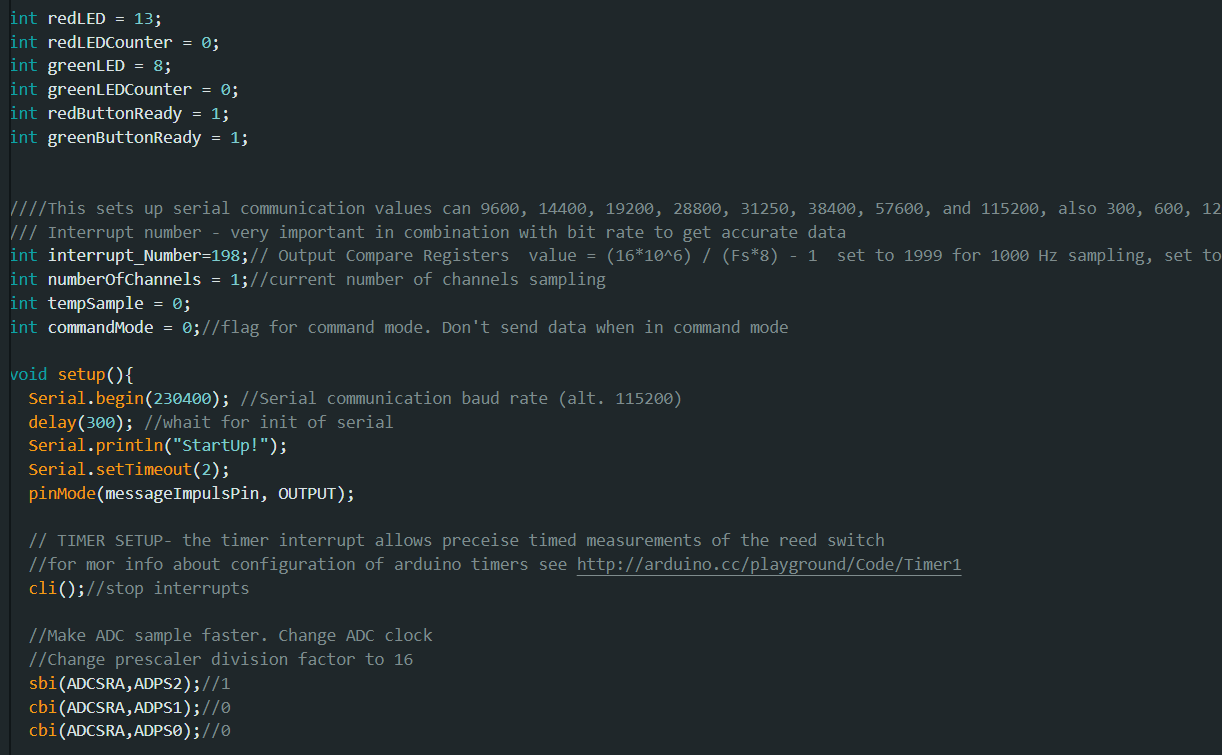 int redLED = 13;
int redLEDCounter = 0;
int greenLED = 8;
int greenLEDCounter = 0;
int redButtonReady = 1;
int greenButtonReady = 1;
////This sets up serial communication values can 9600, 14400, 19200, 28800, 31250, 38400, 57600, and 115200, also 300, 600, 12
/// Interrupt number - very important in combination with bit rate to get accurate data
int interrupt_Number=198;// Output Compare Registers  value = (16*10^6) / (Fs*8) - 1  set to 1999 for 1000 Hz sampling, set to
int numberOfChannels = 1;//current number of channels sampling
int tempSample = 0;
int commandMode = 0;//flag for command mode. Don't send data when in command mode
void setup(){
  Serial.begin(230400); //Serial communication baud rate (alt. 115200)
  delay(300); //whait for init of serial
  Serial.println("StartUp!");
  Serial.setTimeout(2);
  pinMode(messageImpulsPin, OUTPUT);
  // TIMER SETUP- the timer interrupt allows preceise timed measurements of the reed switch
  //for mor info about configuration of arduino timers see http://arduino.cc/playground/Code/Timer1
  cli();//stop interrupts
  //Make ADC sample faster. Change ADC clock
  //Change prescaler division factor to 16
  sbi(ADCSRA,ADPS2);//1
  cbi(ADCSRA,ADPS1);//0
  cbi(ADCSRA,ADPS0);//0